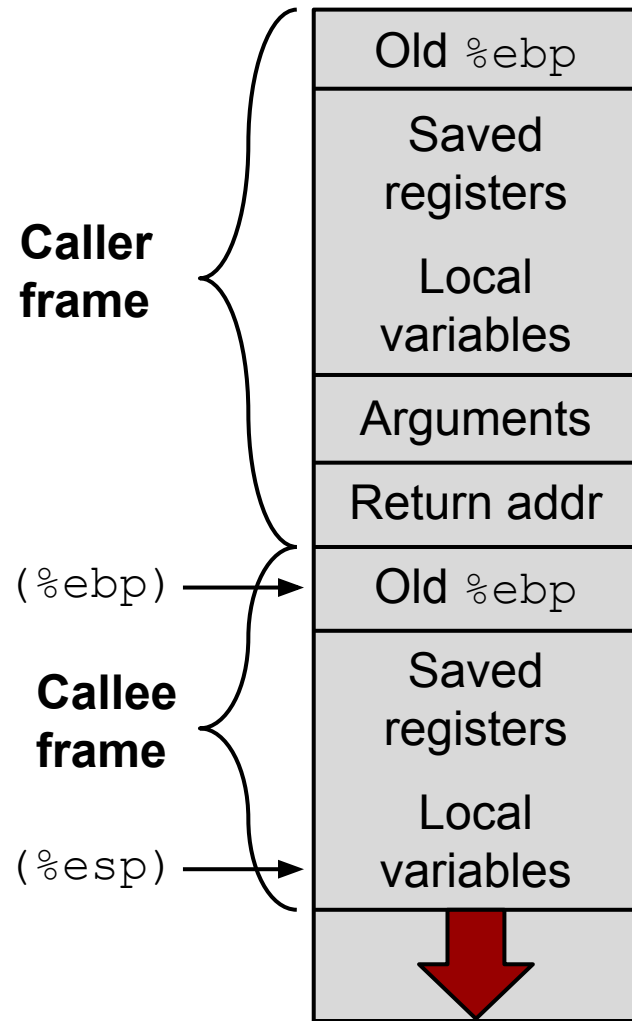 Old %ebp
Saved
registers
Local
variables
Caller
frame
Arguments
Return addr
(%ebp)
Old %ebp
Saved
registers
Callee
frame
Local
variables
(%esp)